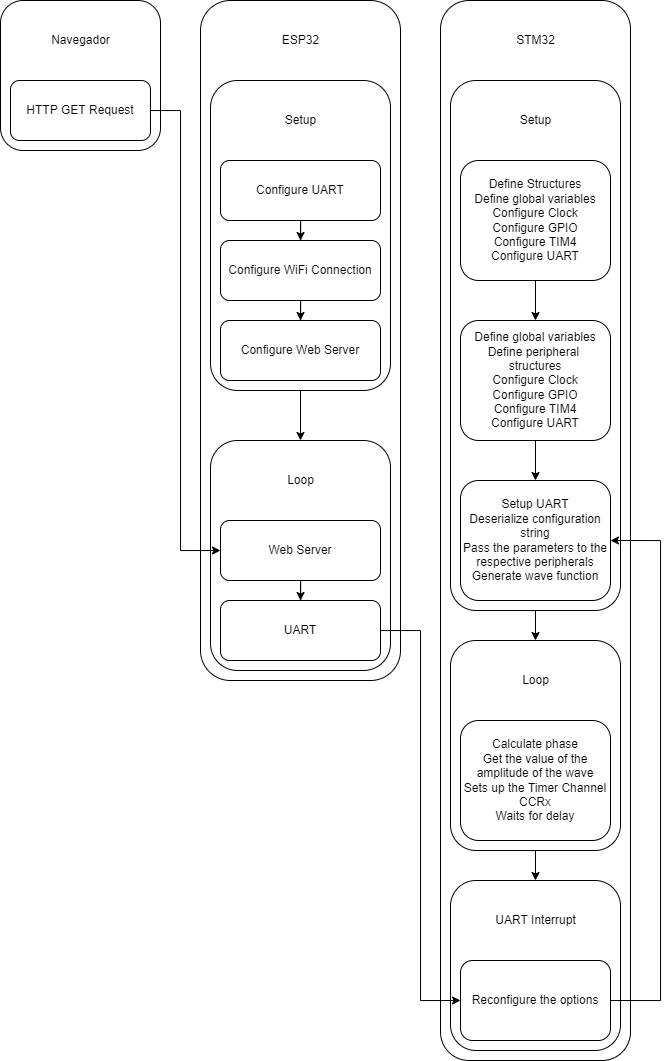 Navegador
HTTP GET Request
ESP32
Setup
Configure UART
Configure WiFi Connection
Configure Web Server
Loop
Web Server
UART
STM32
Setup
Define Structures
Define global variables
Configure Clock
Configure GPIO
Configure TIM4
Configure UART
Define global variables
Define peripheral
structures
Configure Clock
Configure GPIO
Configure TIM4
Configure UART
Setup UART
Deserialize configuration
string
Pass the parameters to the
respective peripherals
Generate wave function
Loop
Calculate phase
Get the value of the
amplitude of the wave
Sets up the Timer Channel
CCRx
Waits for delay
UART Interrupt
Reconfigure the options